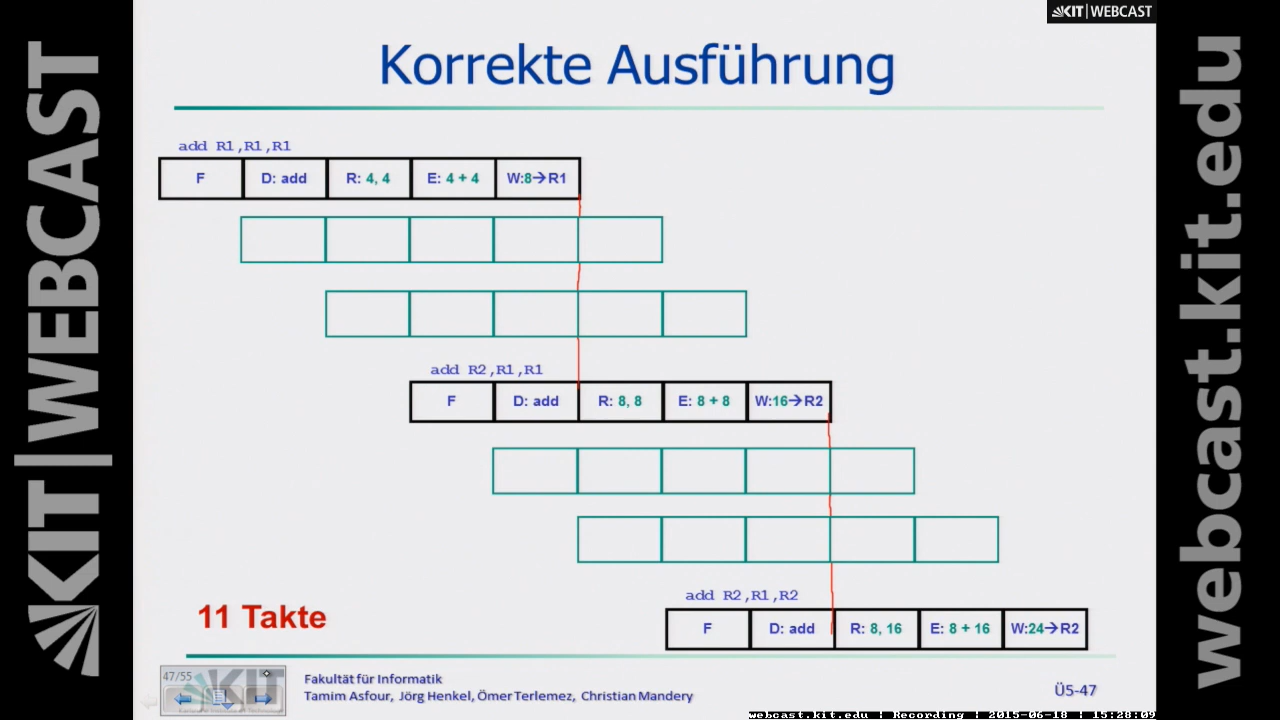 KIT | WEBCAST
KIT | WEBCAST
webcast.kit.edu
Korrekte Ausführung
add R1,R1,R1
F D: add R: 4, 4 E: 4 + 4 W:8→R1
add R2,R1,R1
F D: add R: 8, 8 E: 8 + 8 W:16→R2
add R2,R1,R2
F D: add R: 8, 16 E: 8 + 16 W:24→R2
11 Takte
47/55
KIT
Fakultät für Informatik
Tamim Asfour, Jörg Henkel, Ömer Terlemez, Christian Mandery
Ü5-47
webcast.kit.edu | Recording | 2015-06-18 | 15:28:09